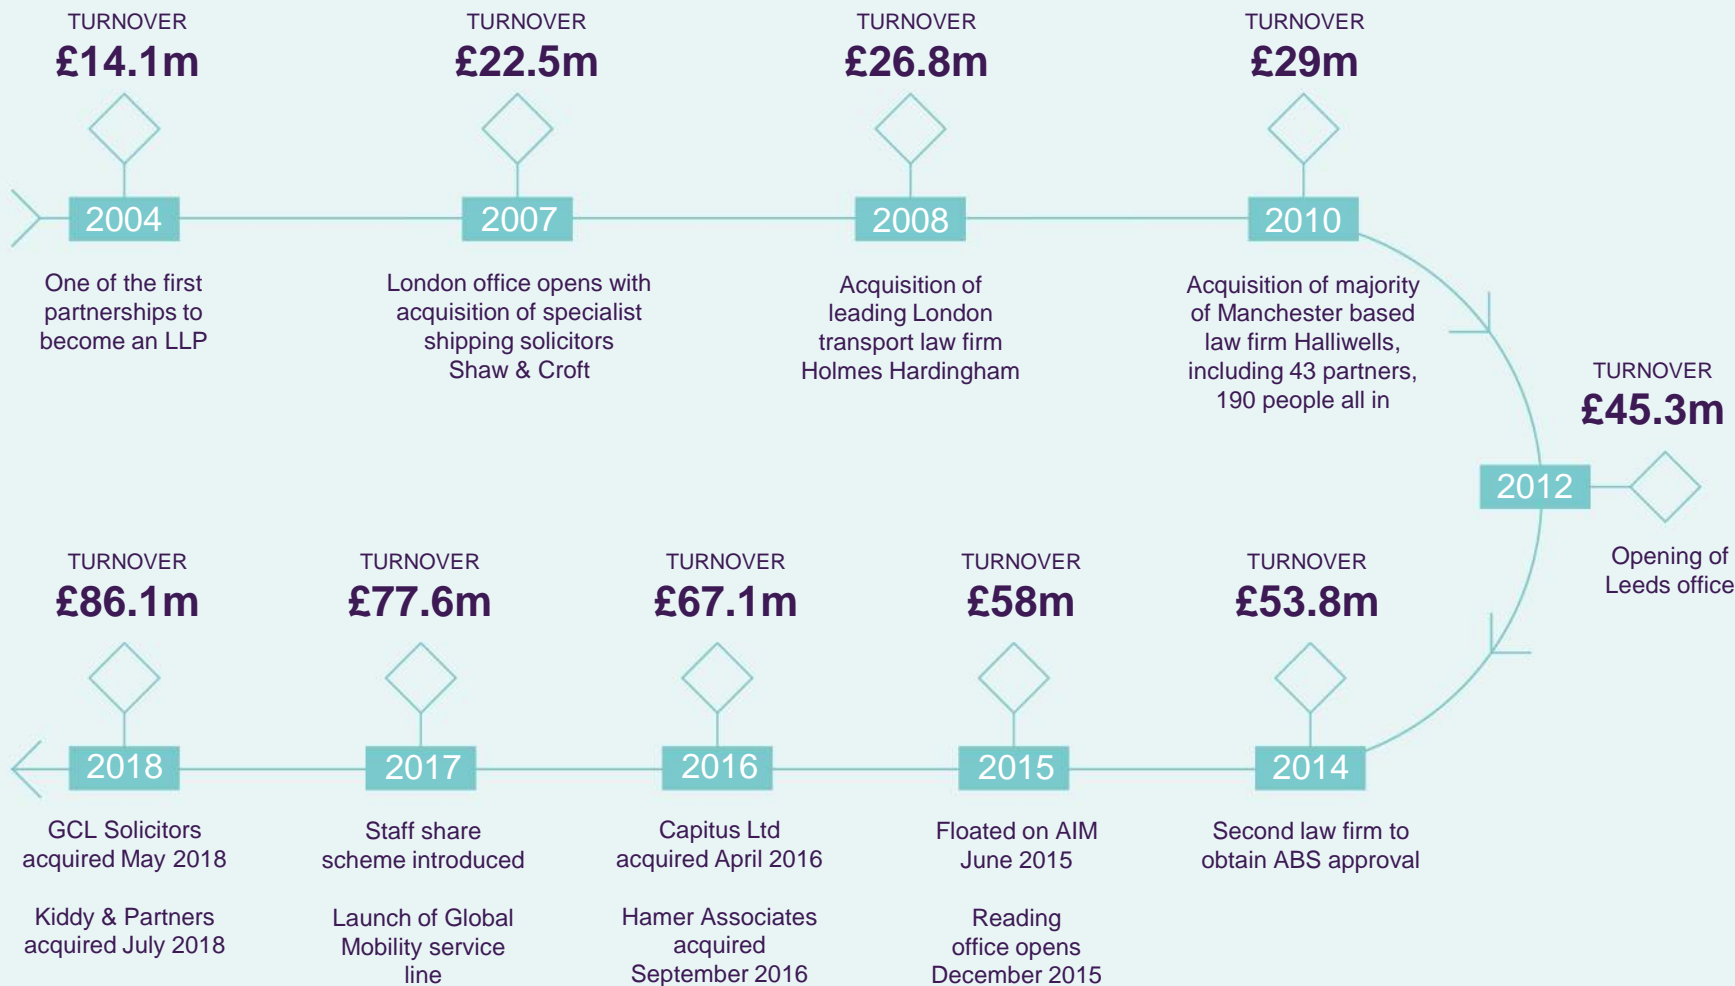 TURNOVER
£14.1m
2004
One of the first
partnerships to
become an LLP
TURNOVER
£22.5m
2007
London office opens with
acquisition of specialist
shipping solicitors
Shaw & Croft
TURNOVER
£26.8m
2008
Acquisition of
leading London
transport law firm
Holmes Hardingham
TURNOVER
£29m
2010
Acquisition of majority
of Manchester based
law firm Halliwells,
including 43 partners,
190 people all in
TURNOVER
£45.3m
2012
Opening of
Leeds office
TURNOVER
£53.8m
2014
Second law firm to
obtain ABS approval
TURNOVER
£58m
2015
Floated on AIM
June 2015
Reading
office opens
December 2015
TURNOVER
£67.1m
2016
Capitus Ltd
acquired April 2016
Hamer Associates
acquired
September 2016
TURNOVER
£77.6m
2017
Staff share
scheme introduced
Launch of Global
Mobility service
line
TURNOVER
£86.1m
2018
GCL Solicitors
acquired May 2018
Kiddy & Partners
acquired July 2018